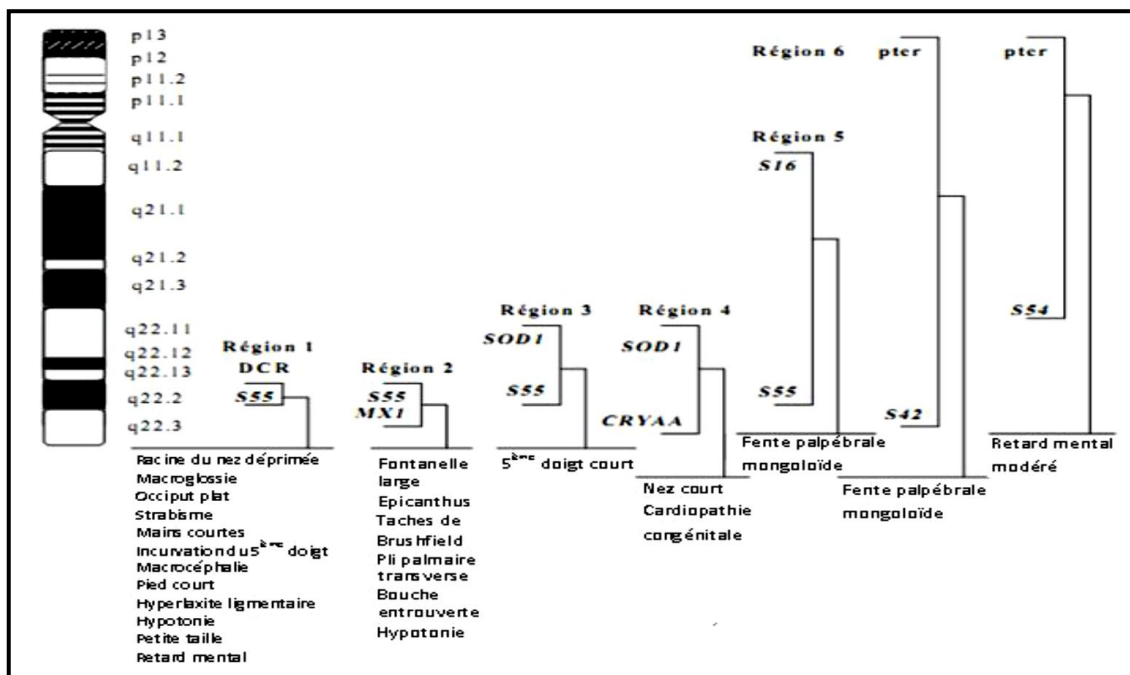 p13
p12
p11.2
p11.1
q11.1
q11.2
q21.1
q21.2
q21.3
q22.11
q22.12
q22.13
q22.2
q22.3
Région 1
DCR
S55
Racine du nez déprimée
Macroglossie
Occiput plat
Strabisme
Mains courtes
Incurvation du 5ème doigt
Macrocéphalie
Pied court
Hyperlaxite ligmentaire
Hypotonie
Petite taille
Retard mental
Région 2
S55
MX1
Fontanelle
large
Epicanthus
Taches de
Brushfield
Pli palmaire
transverse
Bouche
entrouverte
Hypotonie
Région 3
SOD1
S55
5ème doigt court
Région 4
SOD1
CRYAA
Nez court
Cardiopathie
congénitale
Région 5
S16
S55
Fente palpébrale
mongoloïde
Région 6
pter
S42
Fente palpébrale
mongoloïde
pter
S54
Retard mental
modéré